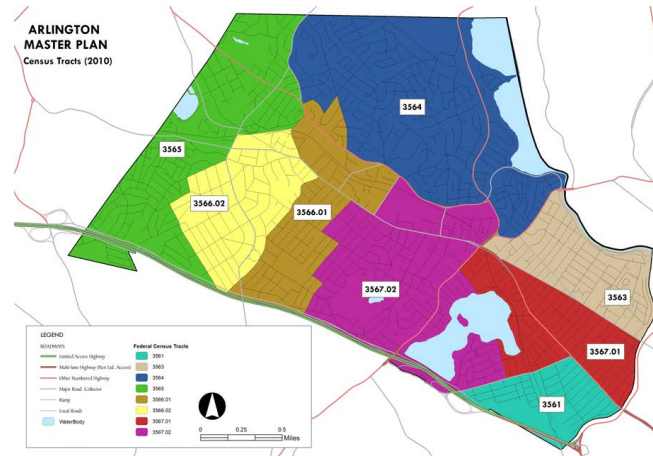 ARLINGTON
MASTER PLAN
Census Tracts (2010)
3564
3565
3566.02
3566.01
3567.02
3563
3567.01
3561
LEGEND
ROADWAYS
Limited Access Highway
Multi-lane Highway (Not Ltd. Access)
Other Numbered Highway
Major Road, Collector
Ramp
Local Roads
WaterBody
Federal Census Tracts
3561
3563
3564
3565
3566.01
3566.02
3567.01
3567.02
0 0.25 0.5
Miles